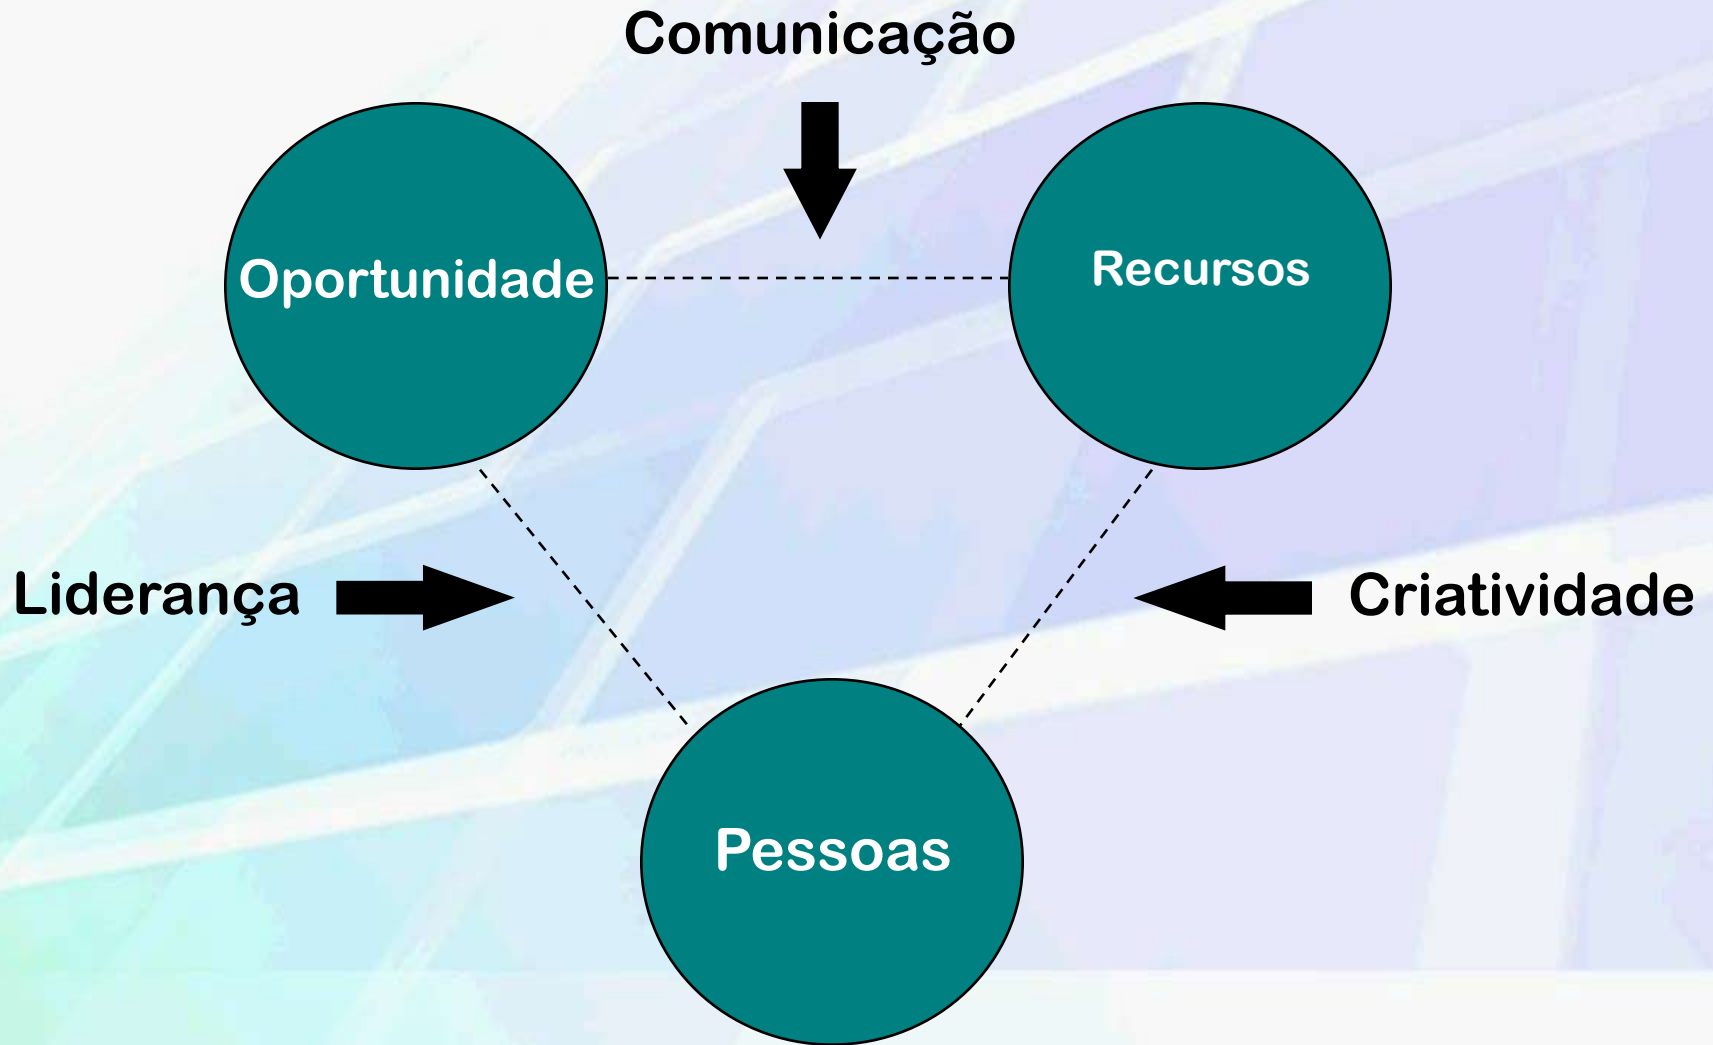 Comunicação
Oportunidade
Recursos
Liderança
Criatividade
Pessoas